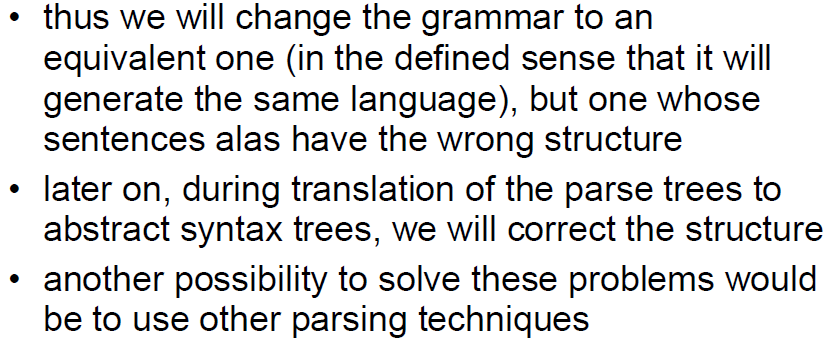 • thus we will change the grammar to an
equivalent one (in the defined sense that it will
generate the same language), but one whose
sentences alas have the wrong structure
• later on, during translation of the parse trees to
abstract syntax trees, we will correct the structure
• another possibility to solve these problems would
be to use other parsing techniques